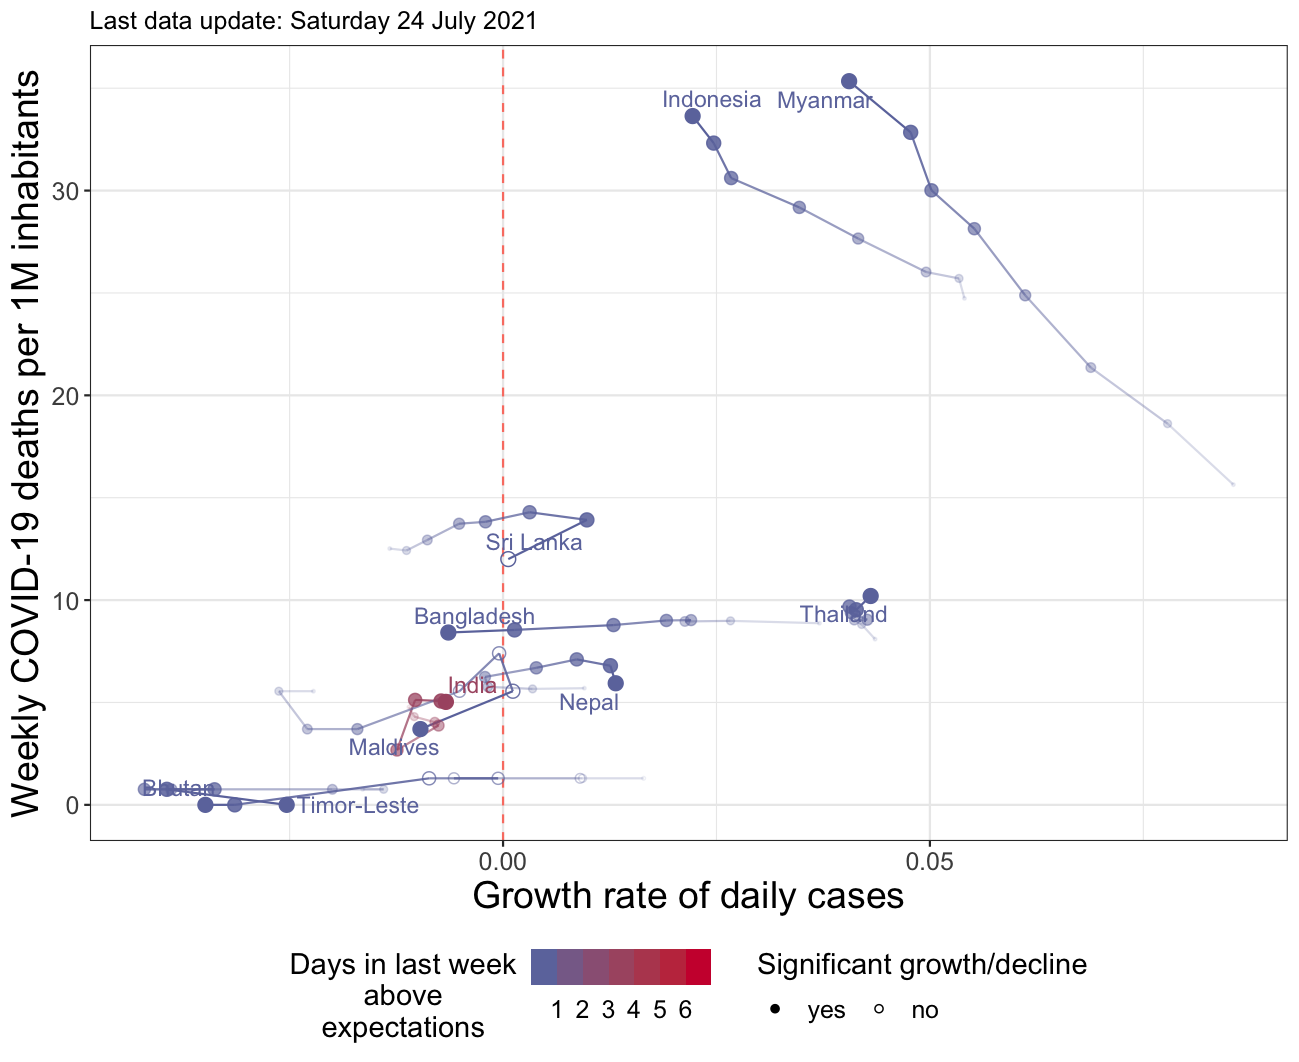 Last data update: Saturday 24 July 2021
Weekly COVID-19 deaths per 1M inhabitants
30
20
10
0
Indonesia
Myanmar
Sri Lanka
Bangladesh
Thailand
India
Nepal
Maldives
Bhutan
Timor-Leste
0.00
0.05
Growth rate of daily cases
Days in last week
above
expectations
1 2 3 4 5 6
Significant growth/decline
yes
no